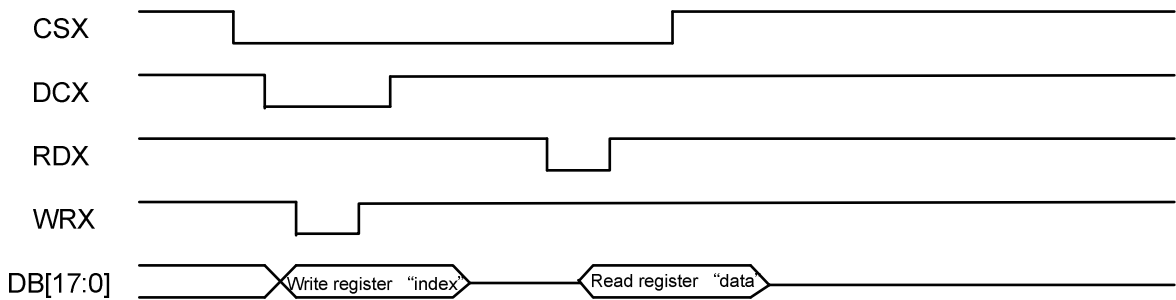 CSX
DCX
RDX
WRX
DB[17:0]
Write register “index”
Read register “data”